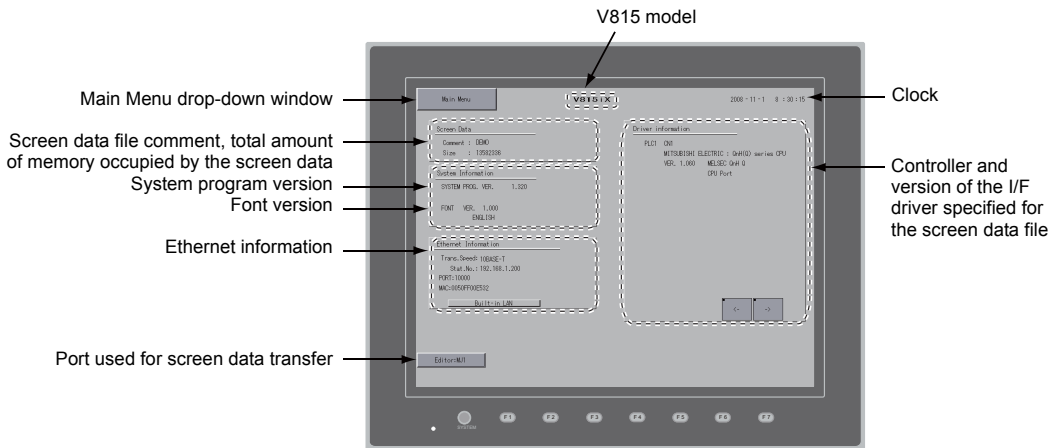 V815 model
Main Menu drop-down window
Main Menu
V815iX
2008-11-1 8:30:15
Clock
Screen data file comment, total amount
of memory occupied by the screen data
Screen Data
Comment : DEMO
Size : 13592336
System program version
System Information
SYSTEM PROG. VER. 1.320
Font version
FONT VER. 1.000
ENGLISH
Ethernet information
Ethernet Information
Trans.Speed: 10BASE-T
Stat.No.: 192.168.1.200
PORT:10000
MAC:0050FF00E532
Built-in LAN
Driver information
PLC1 CN1
MITSUBISHI ELECTRIC : QnH(Q) series CPU
VER. 1.060 MELSEC QnH Q
CPU Port
Controller and
version of the I/F
driver specified for
the screen data file
<- ->
Port used for screen data transfer
Editor:MJ1
SYSTEM
F1 F2 F3 F4 F5 F6 F7